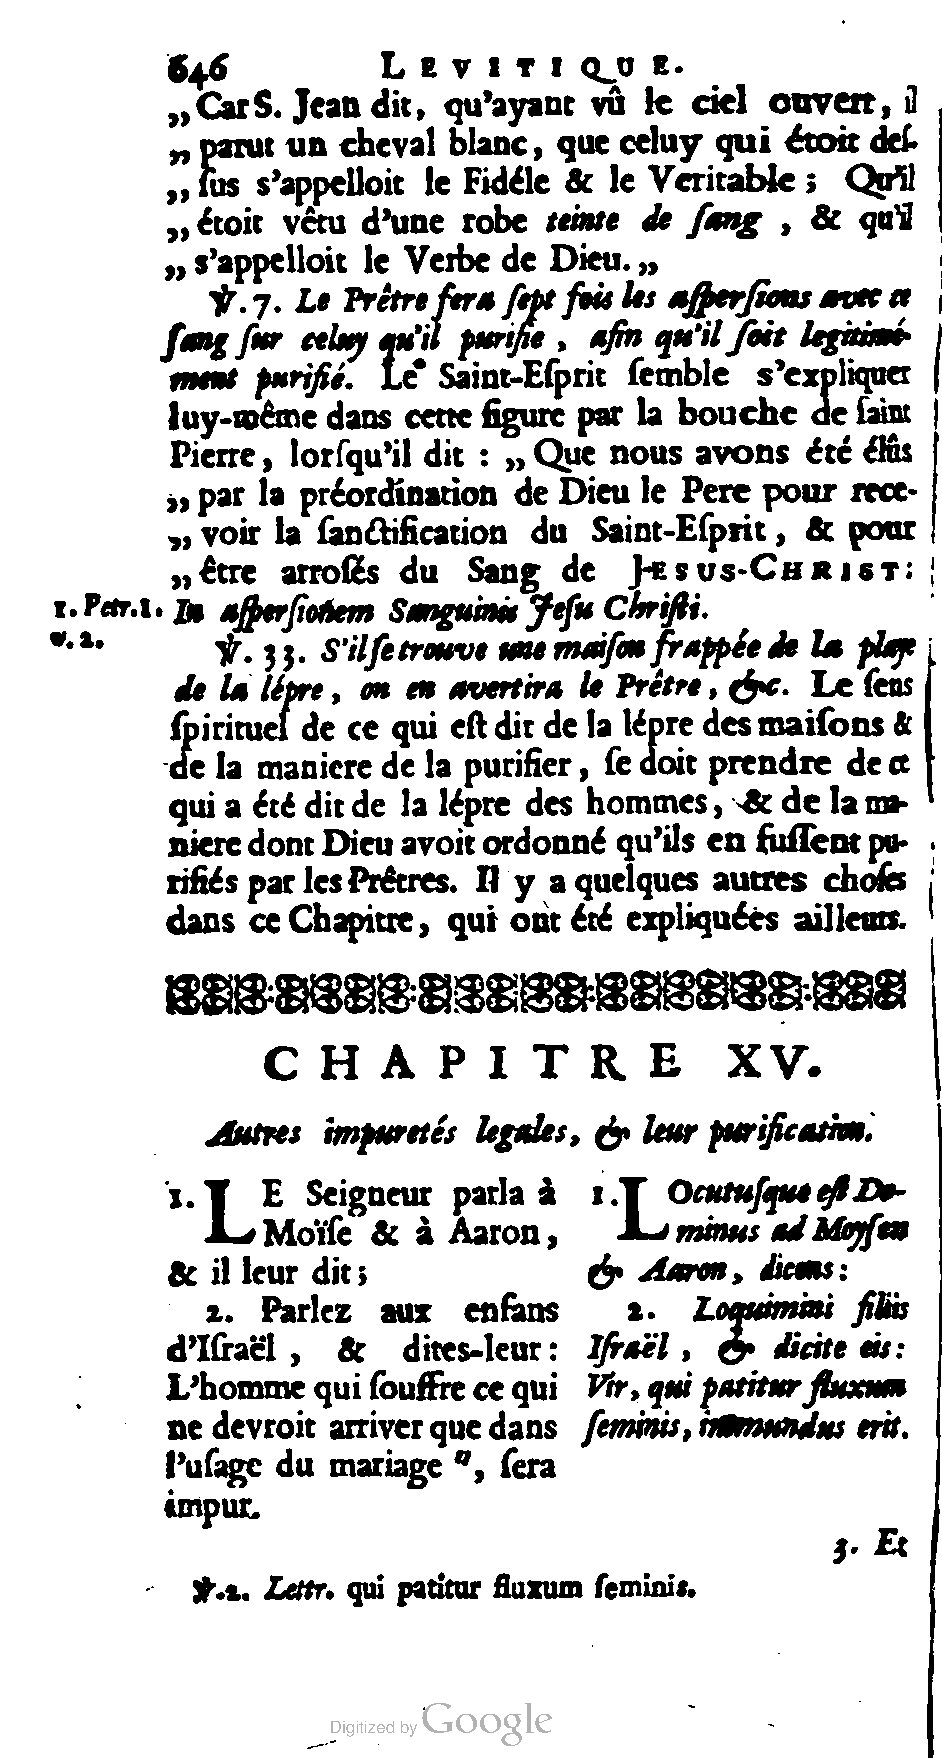 646 LEVITIQUE.
„ Car S. Jean dit, qu'ayant vû le ciel ouvert, il
„ parut un cheval blanc, que celuy qui étoit deſ-
„ ſus s'appelloit le Fidéle & le Veritable ; Qu'il
„ étoit vêtu d'une robe teinte de ſang , & qu'il
„ s'appelloit le Verbe de Dieu. „
℣. 7. Le Prêtre fera ſept fois les aſperſions avec ce
ſang ſur celuy qu'il purifie , afin qu'il ſoit legitimé-
ment purifié. Le Saint-Eſprit ſemble s'expliquer
luy-même dans cette figure par la bouche de ſaint
Pierre, lorſqu'il dit : „ Que nous avons été élûs
„ par la préordination de Dieu le Pere pour rece-
„ voir la ſanctification du Saint-Eſprit, & pour
„ être arroſés du Sang de JESUS-CHRIST:
1. Petr. 1. In aſperſionem Sanguinis Jeſu Chriſti.
v. 2. ℣. 33. S'il ſe trouve une maiſon frappée de la playe
de la lépre, on en avertira le Prêtre, &c. Le ſens
ſpirituel de ce qui eſt dit de la lépre des maiſons &
de la maniere de la purifier, ſe doit prendre de ce
qui a été dit de la lépre des hommes, & de la ma-
niere dont Dieu avoit ordonné qu'ils en fuſſent pu-
rifiés par les Prêtres. Il y a quelques autres choſes
dans ce Chapitre, qui ont été expliquées ailleurs.
CHAPITRE XV.
Autres impuretés legales, & leur purification.
1. LE Seigneur parla à
Moïſe & à Aaron,
& il leur dit ;
2. Parlez aux enfans
d'Iſraël , & dites-leur :
L'homme qui ſouffre ce qui
ne devroit arriver que dans
l'uſage du mariage ", ſera
impur.
1. LOcutuſque eſt Do-
minus ad Moyſen
& Aaron, dicens :
2. Loquimini filiis
Iſraël , & dicite eis :
Vir, qui patitur fluxum
ſeminis, immundus erit.
3. Et
℣. 2. Lettr. qui patitur fluxum ſeminis.
Digitized by Google